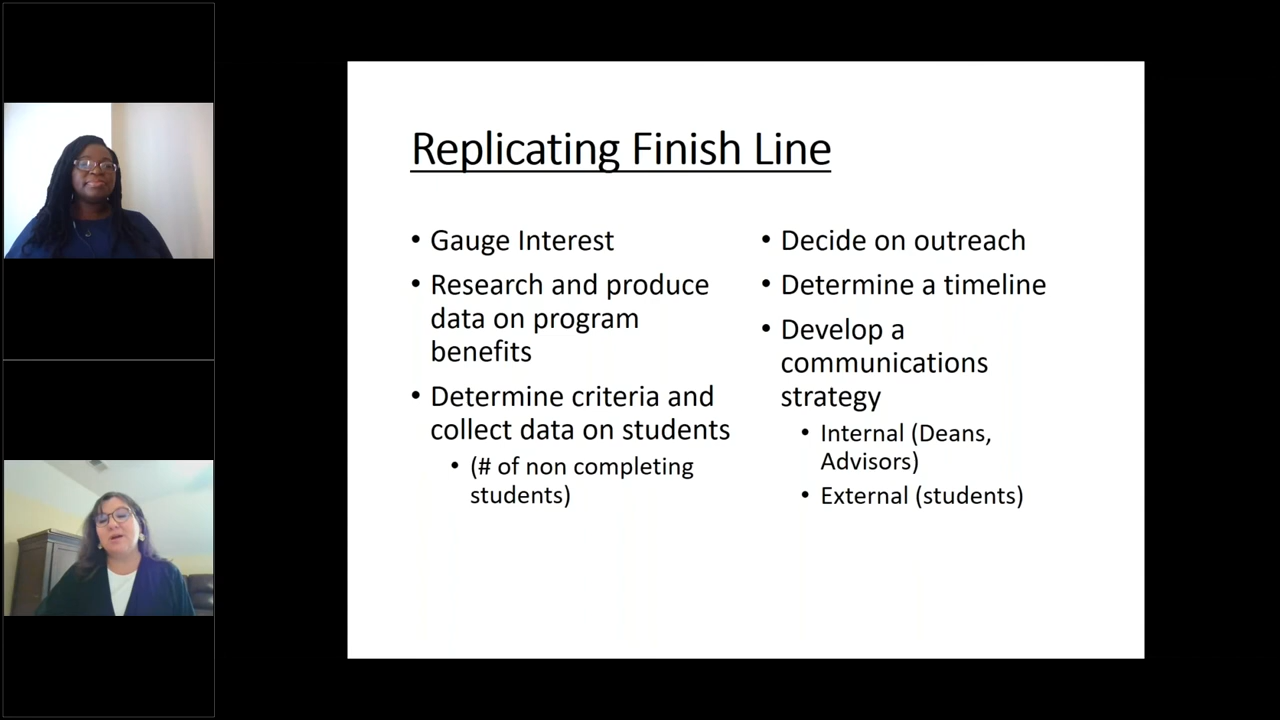 Replicating Finish Line
• Gauge Interest
• Research and produce
data on program
benefits
• Determine criteria and
collect data on students
• (# of non completing
students)
• Decide on outreach
• Determine a timeline
• Develop a
communications
strategy
• Internal (Deans,
Advisors)
• External (students)